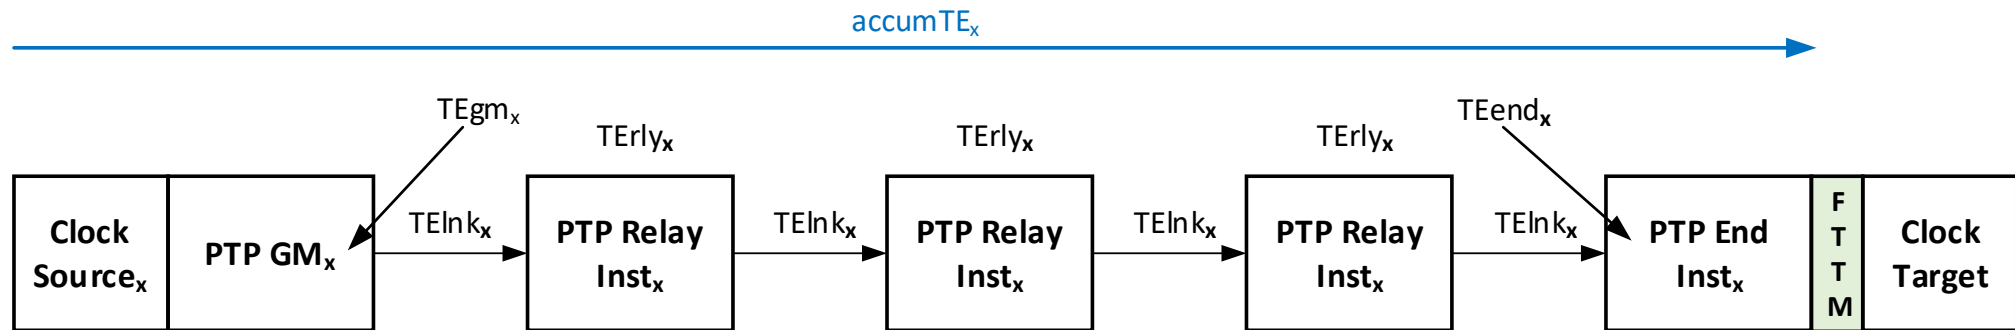 accumTEₓ
TEgmₓ
TErlyₓ
TErlyₓ
TErlyₓ
TEendₓ
Clock
Sourceₓ
PTP GMₓ
TElnkₓ
PTP Relay
Instₓ
TElnkₓ
PTP Relay
Instₓ
TElnkₓ
PTP Relay
Instₓ
TElnkₓ
PTP End
Instₓ
F
T
T
M
Clock
Target